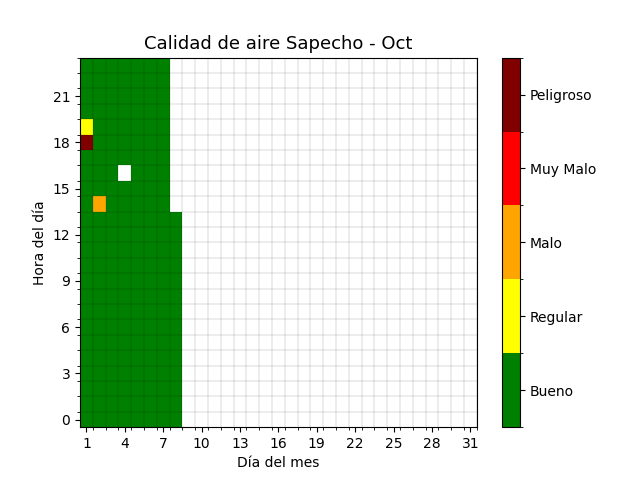 Calidad de aire Sapecho - Oct
21
18
15
12
9
6
3
0
Hora del día
1 4 7 10 13 16 19 22 25 28 31
Día del mes
Peligroso
Muy Malo
Malo
Regular
Bueno